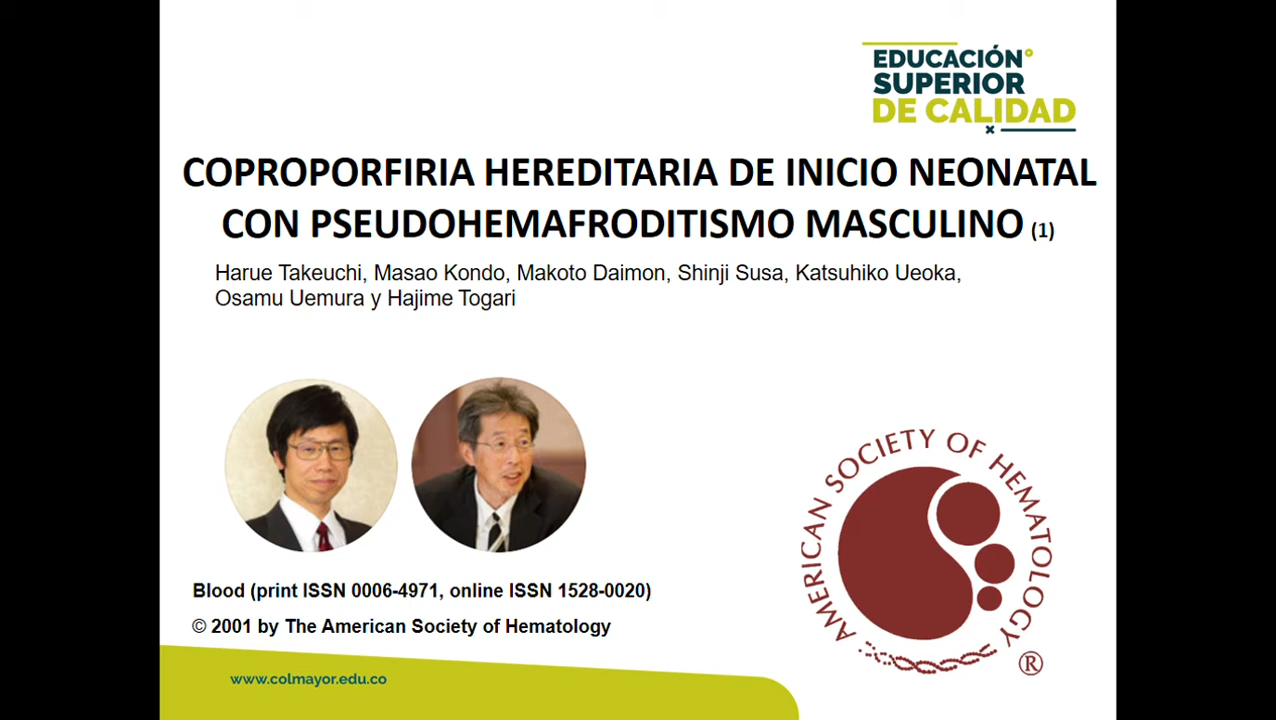 EDUCACIÓN
SUPERIOR
DE CALIDAD
COPROPORFIRIA HEREDITARIA DE INICIO NEONATAL
CON PSEUDOHEMAFRODITISMO MASCULINO (1)
Harue Takeuchi, Masao Kondo, Makoto Daimon, Shinji Susa, Katsuhiko Ueoka,
Osamu Uemura y Hajime Togari
AMERICAN SOCIETY OF HEMATOLOGY
®
Blood (print ISSN 0006-4971, online ISSN 1528-0020)
© 2001 by The American Society of Hematology
www.colmayor.edu.co